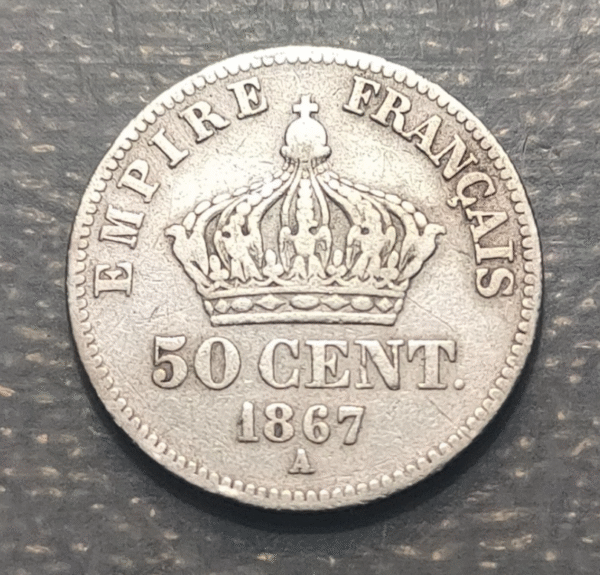 EMPIRE FRANÇAIS
50 CENT.
1867
A